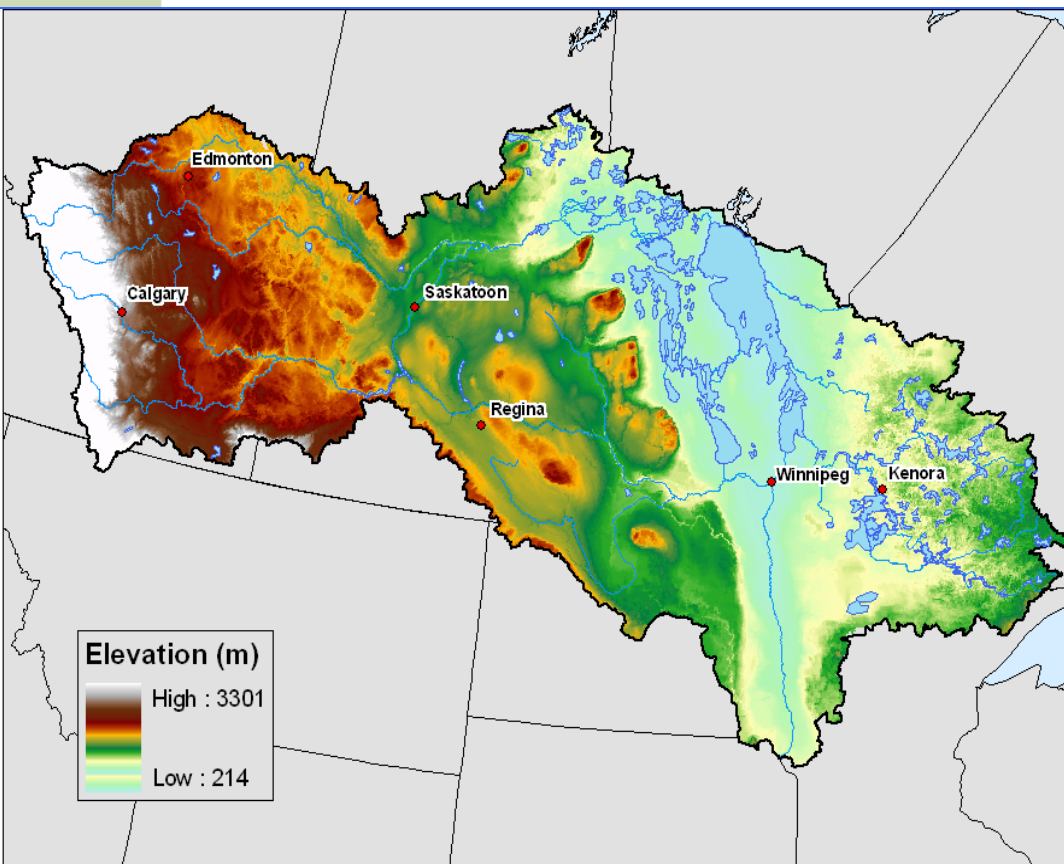 Edmonton
Calgary
Saskatoon
Regina
Winnipeg
Kenora
Elevation (m)
High : 3301
Low : 214